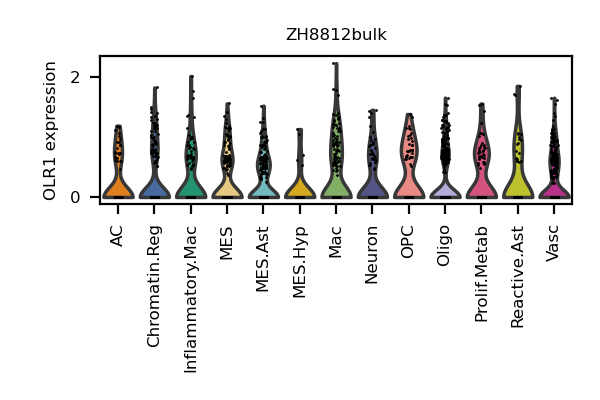 ZH8812bulk
OLR1 expression
2
0
AC
Chromatin.Reg
Inflammatory.Mac
MES
MES.Ast
MES.Hyp
Mac
Neuron
OPC
Oligo
Prolif.Metab
Reactive.Ast
Vasc